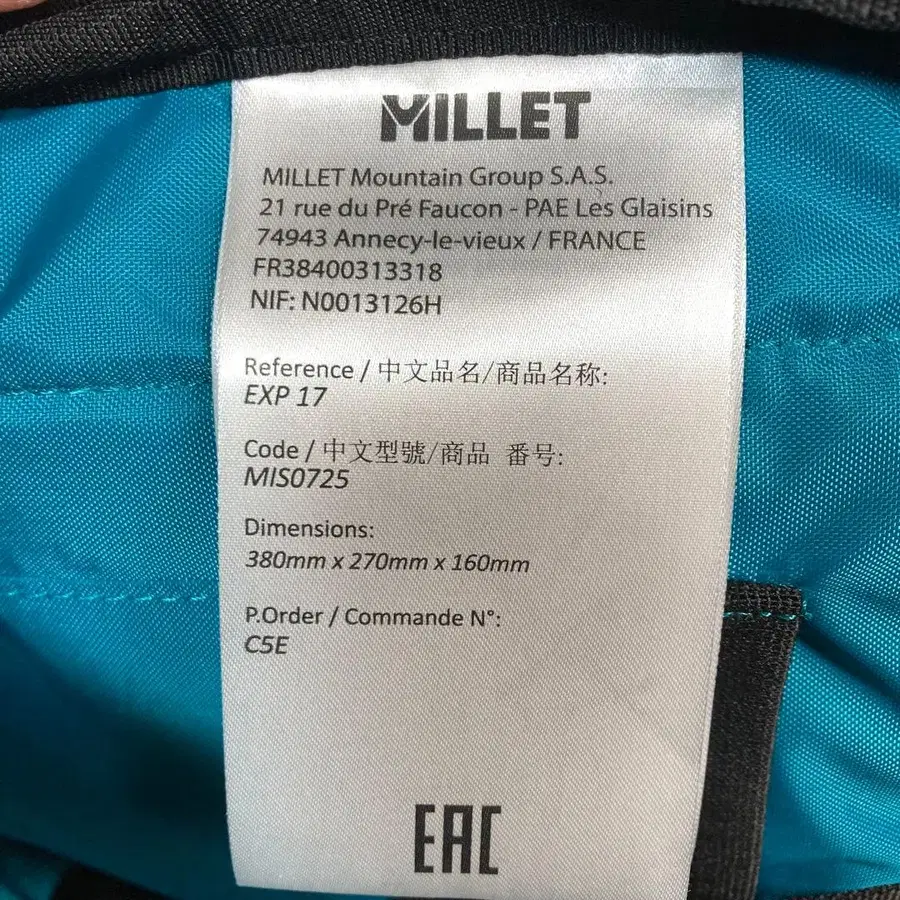 MILLET
MILLET Mountain Group S.A.S.
21 rue du Pré Faucon - PAE Les Glaisins
74943 Annecy-le-vieux / FRANCE
FR38400313318
NIF: N0013126H
Reference / 中文品名/商品名称:
EXP 17
Code / 中文型號/商品 番号:
MIS0725
Dimensions:
380mm x 270mm x 160mm
P.Order / Commande N°:
C5E
EAC